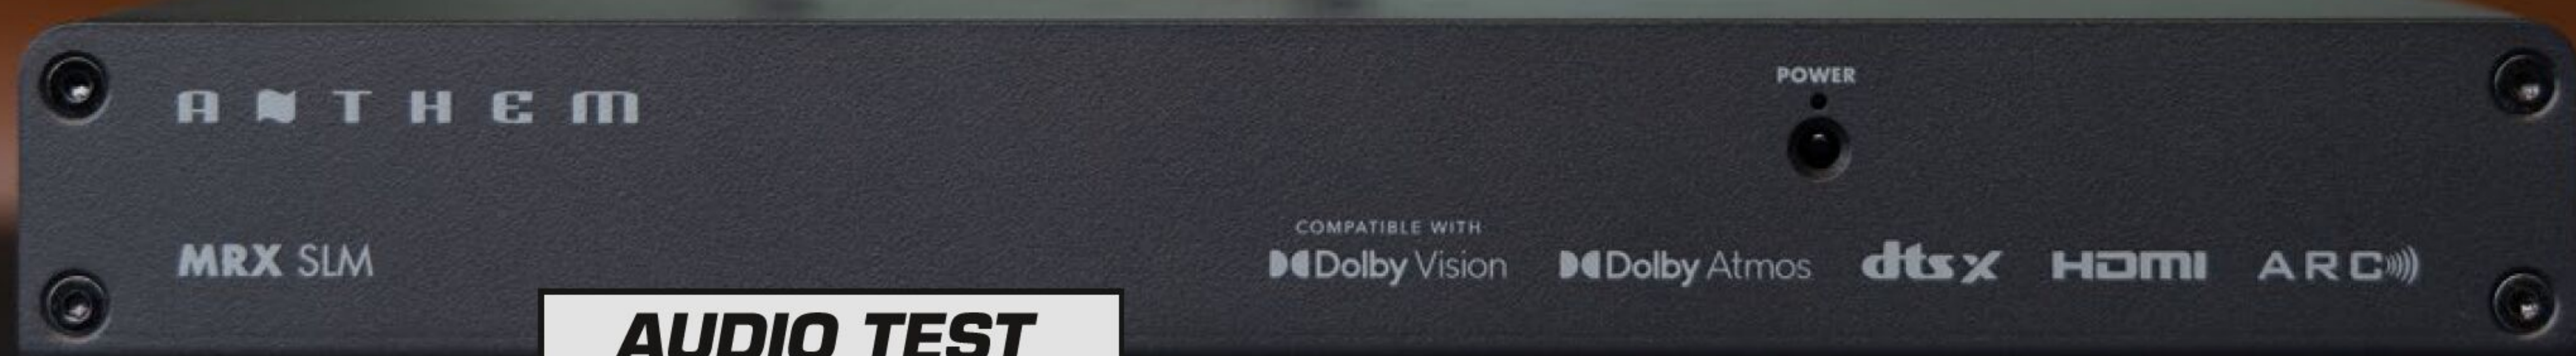 ANTHEM
POWER
MRX SLM
COMPATIBLE WITH
Dolby Vision
Dolby Atmos
dts x
HDMI
ARC
AUDIO TEST